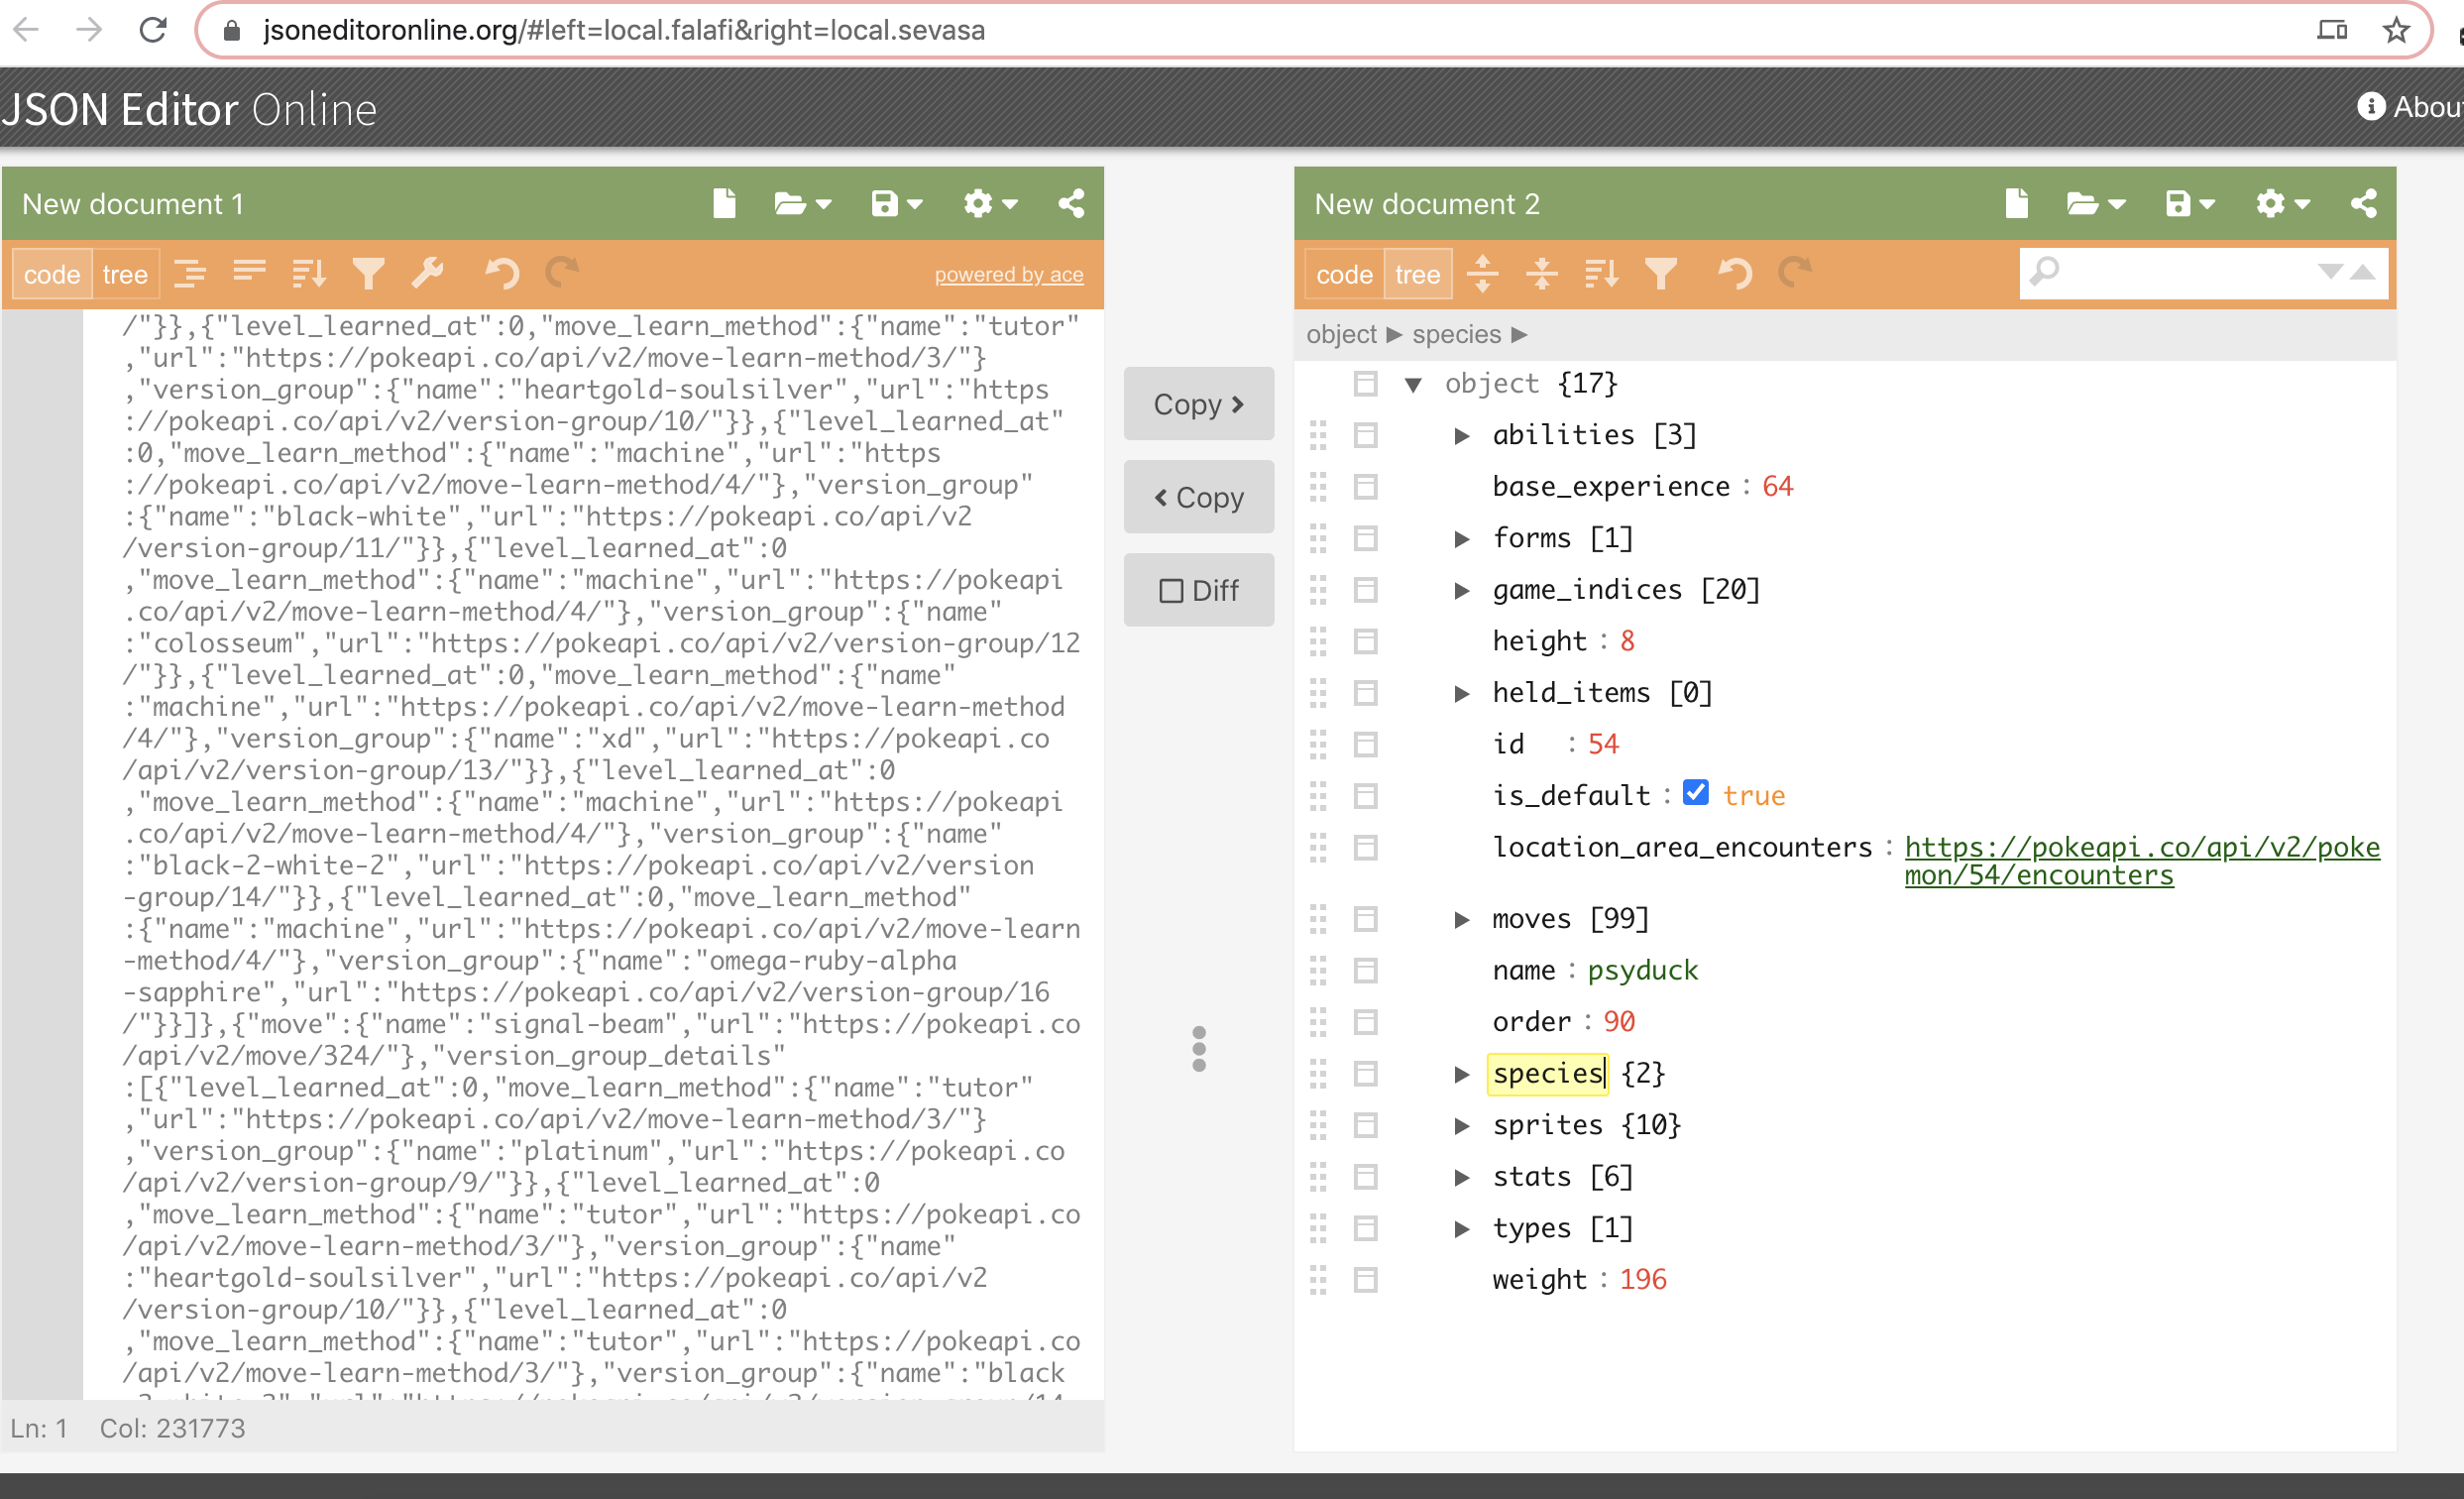 jsoneditoronline.org/#left=local.falafi&right=local.sevasa
JSON Editor Online
New document 1
code tree
powered by ace
/"}},{"level_learned_at":0,"move_learn_method":{"name":"tutor"
,"url":"https://pokeapi.co/api/v2/move-learn-method/3/"}
,"version_group":{"name":"heartgold-soulsilver","url":"https
://pokeapi.co/api/v2/version-group/10/"}},{"level_learned_at"
:0,"move_learn_method":{"name":"machine","url":"https
://pokeapi.co/api/v2/move-learn-method/4/"},"version_group"
:{"name":"black-white","url":"https://pokeapi.co/api/v2
/version-group/11/"}},{"level_learned_at":0
,"move_learn_method":{"name":"machine","url":"https://pokeapi
.co/api/v2/move-learn-method/4/"},"version_group":{"name"
:"colosseum","url":"https://pokeapi.co/api/v2/version-group/12
/"}},{"level_learned_at":0,"move_learn_method":{"name"
:"machine","url":"https://pokeapi.co/api/v2/move-learn-method
/4/"},"version_group":{"name":"xd","url":"https://pokeapi.co
/api/v2/version-group/13/"}},{"level_learned_at":0
,"move_learn_method":{"name":"machine","url":"https://pokeapi
.co/api/v2/move-learn-method/4/"},"version_group":{"name"
:"black-2-white-2","url":"https://pokeapi.co/api/v2/version
-group/14/"}},{"level_learned_at":0,"move_learn_method"
:{"name":"machine","url":"https://pokeapi.co/api/v2/move-learn
-method/4/"},"version_group":{"name":"omega-ruby-alpha
-sapphire","url":"https://pokeapi.co/api/v2/version-group/16
/"}}]},{"move":{"name":"signal-beam","url":"https://pokeapi.co
/api/v2/move/324/"},"version_group_details"
:[{"level_learned_at":0,"move_learn_method":{"name":"tutor"
,"url":"https://pokeapi.co/api/v2/move-learn-method/3/"}
,"version_group":{"name":"platinum","url":"https://pokeapi.co
/api/v2/version-group/9/"}},{"level_learned_at":0
,"move_learn_method":{"name":"tutor","url":"https://pokeapi.co
/api/v2/move-learn-method/3/"},"version_group":{"name"
:"heartgold-soulsilver","url":"https://pokeapi.co/api/v2
/version-group/10/"}},{"level_learned_at":0
,"move_learn_method":{"name":"tutor","url":"https://pokeapi.co
/api/v2/move-learn-method/3/"},"version_group":{"name":"black
Ln: 1 Col: 231773
Copy >
< Copy
Diff
New document 2
code tree
object ▶ species ▶
object {17}
abilities [3]
base_experience : 64
forms [1]
game_indices [20]
height : 8
held_items [0]
id : 54
is_default : true
location_area_encounters : https://pokeapi.co/api/v2/poke
mon/54/encounters
moves [99]
name : psyduck
order : 90
species {2}
sprites {10}
stats [6]
types [1]
weight : 196